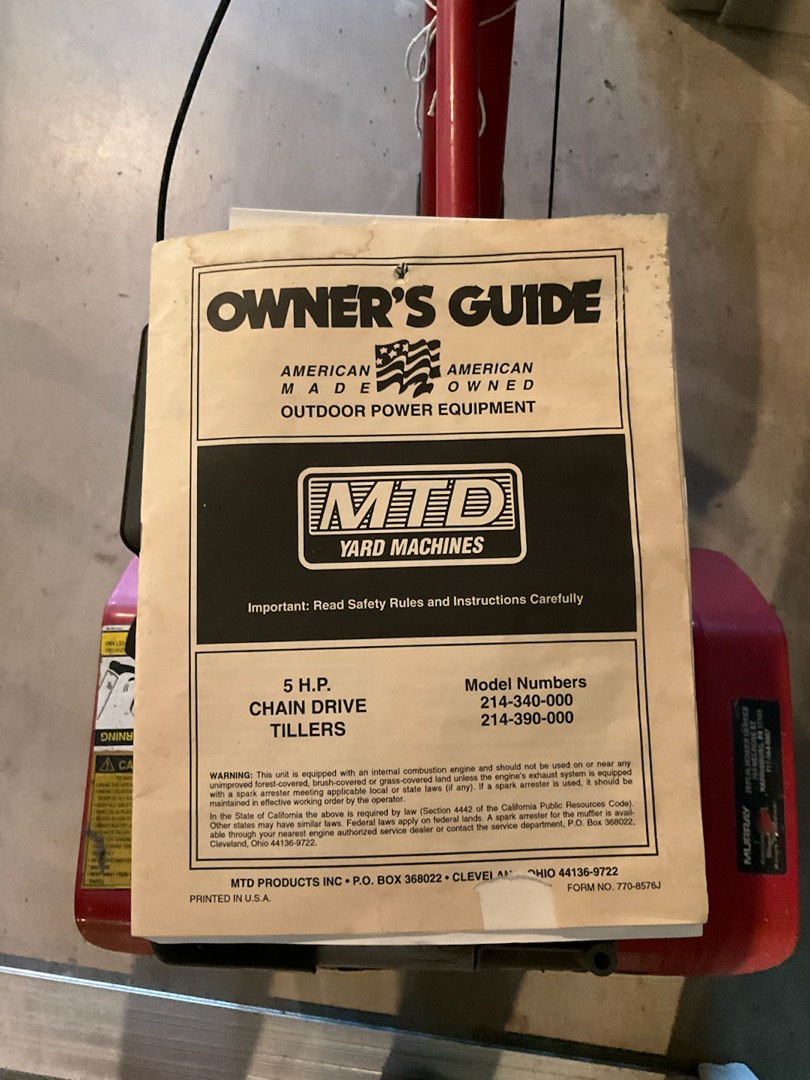 OWNER'S GUIDE
AMERICAN AMERICAN
MADE OWNED
OUTDOOR POWER EQUIPMENT
MTD
YARD MACHINES
Important: Read Safety Rules and Instructions Carefully
5 H.P.
CHAIN DRIVE
TILLERS
Model Numbers
214-340-000
214-390-000
WARNING: This unit is equipped with an internal combustion engine and should not be used on or near any
unimproved forest-covered, brush-covered or grass-covered land unless the engine's exhaust system is equipped
with a spark arrester meeting applicable local or state laws (if any). If a spark arrester is used, it should be
maintained in effective working order by the operator.
In the State of California the above is required by law (Section 4442 of the California Public Resources Code).
Other states may have similar laws. Federal laws apply on federal lands. A spark arrester for the muffler is avail-
able through your nearest engine authorized service dealer or contact the service department, P.O. Box 368022,
Cleveland, Ohio 44136-9722.
MTD PRODUCTS INC • P.O. BOX 368022 • CLEVELAN OHIO 44136-9722
PRINTED IN U.S.A.
FORM NO. 770-8576J
WARNING
CA
MURRAY